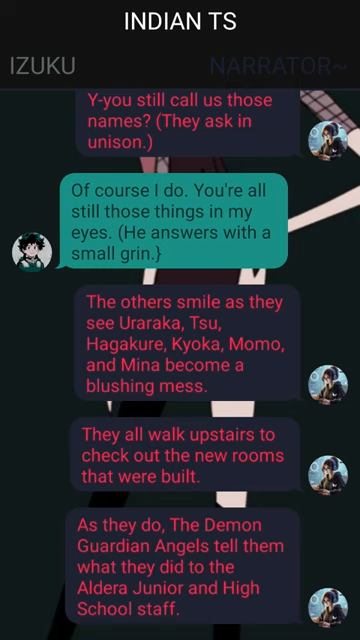 INDIAN TS
IZUKU
NARRATOR~
Y-you still call us those
names? (They ask in
unison.)
Of course I do. You're all
still those things in my
eyes. (He answers with a
small grin.}
The others smile as they
see Uraraka, Tsu,
Hagakure, Kyoka, Momo,
and Mina become a
blushing mess.
They all walk upstairs to
check out the new rooms
that were built.
As they do, The Demon
Guardian Angels tell them
what they did to the
Aldera Junior and High
School staff.